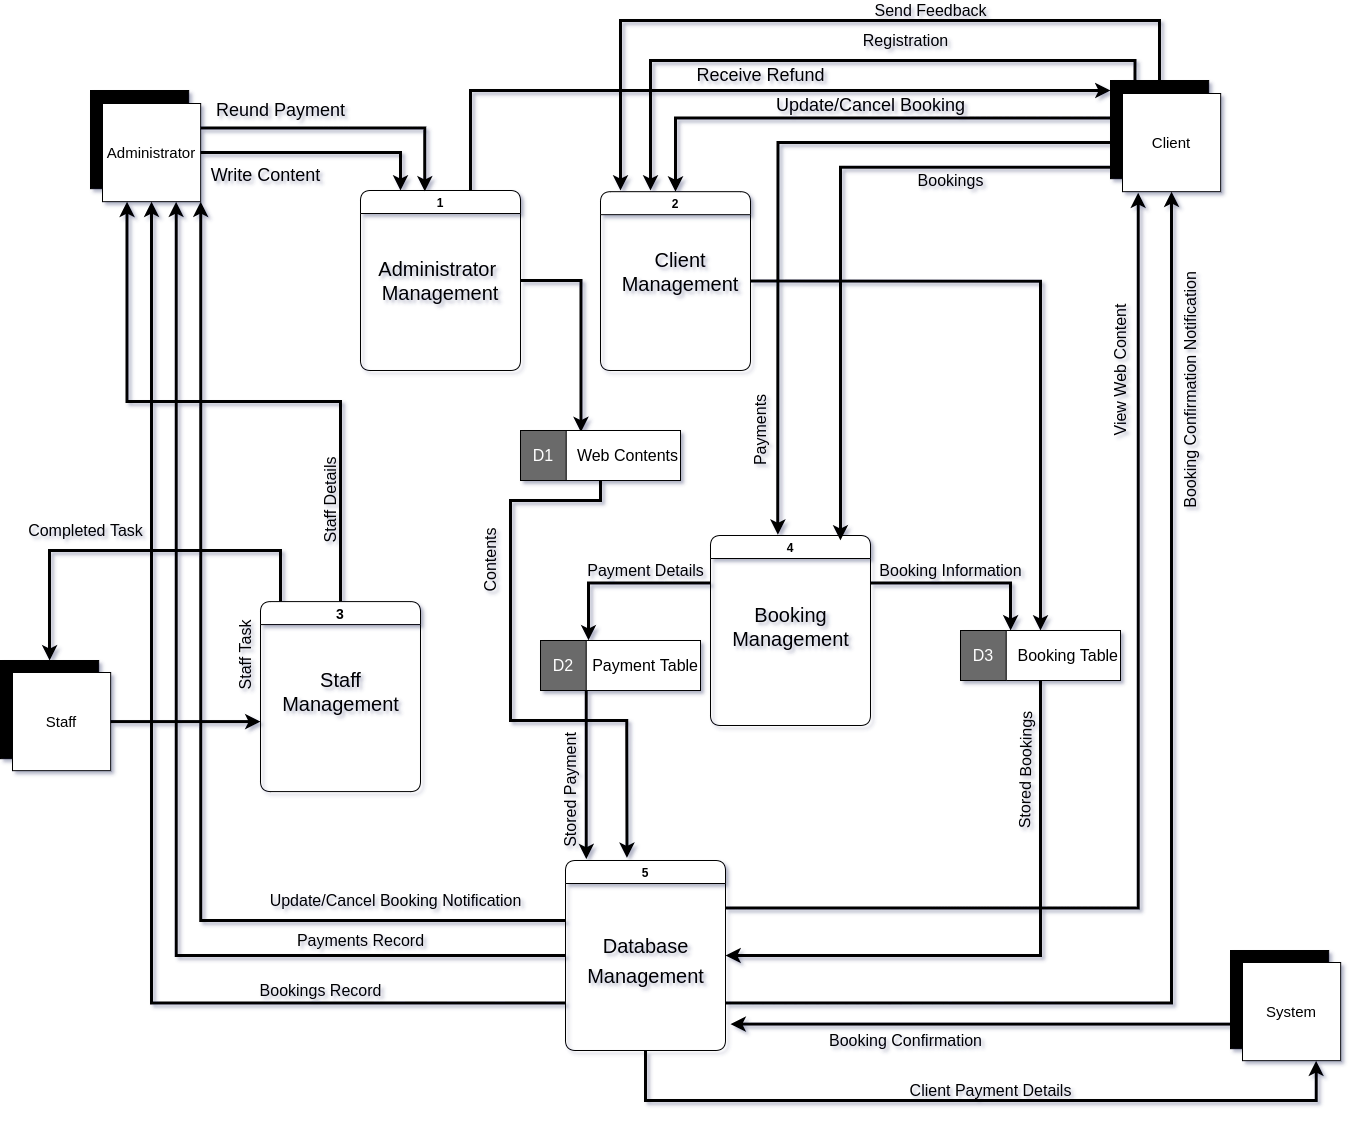 Send Feedback
Registration
Receive Refund
Update/Cancel Booking
Reund Payment
Administrator
Write Content
Client
Bookings
1
2
Administrator
Management
Client
Management
View Web Content
Booking Confirmation Notification
Payments
D1
Web Contents
Staff Details
Completed Task
Contents
4
Payment Details
Booking Information
3
Booking
Management
Staff Task
D2
Payment Table
D3
Booking Table
Staff
Management
Staff
Stored Payment
Stored Bookings
5
Update/Cancel Booking Notification
Payments Record
Database
Management
Bookings Record
System
Booking Confirmation
Client Payment Details